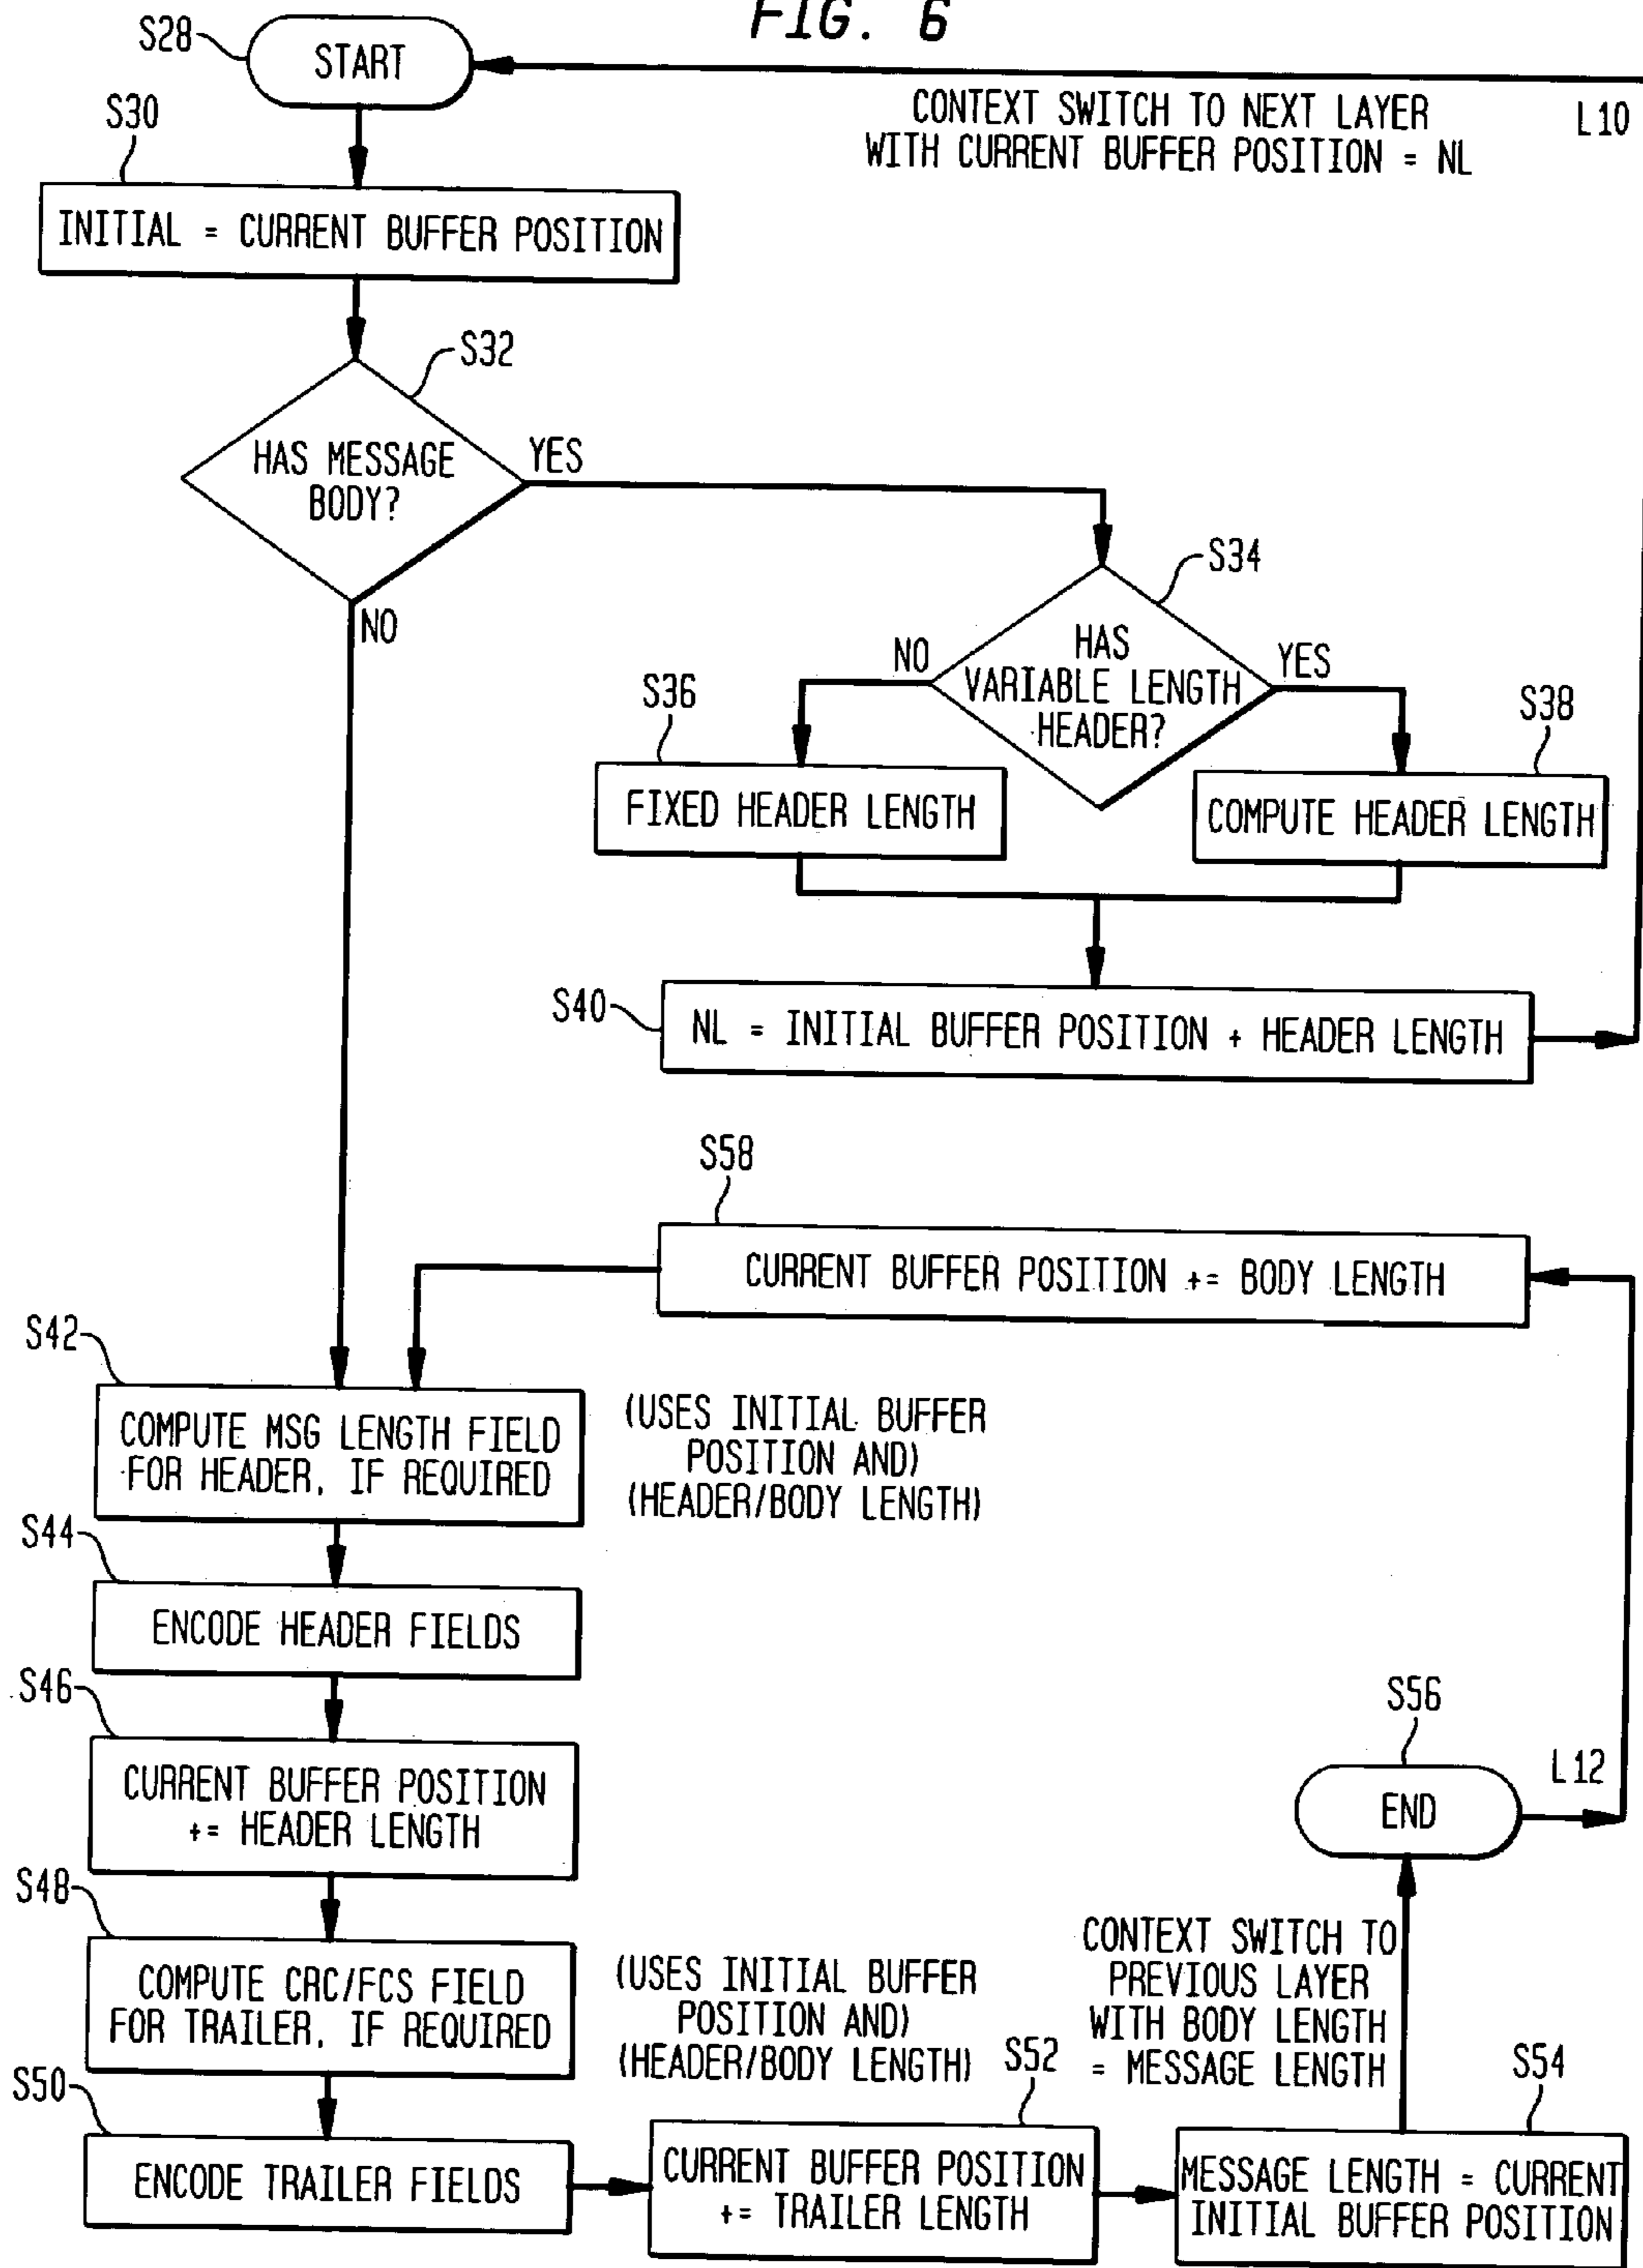 FIG. 6
S28
START
CONTEXT SWITCH TO NEXT LAYER
WITH CURRENT BUFFER POSITION = NL
L10
S30
INITIAL = CURRENT BUFFER POSITION
S32
HAS MESSAGE
BODY?
YES
NO
S34
HAS
VARIABLE LENGTH
HEADER?
NO
YES
S36
FIXED HEADER LENGTH
S38
COMPUTE HEADER LENGTH
S40
NL = INITIAL BUFFER POSITION + HEADER LENGTH
S58
CURRENT BUFFER POSITION += BODY LENGTH
S42
COMPUTE MSG LENGTH FIELD
FOR HEADER, IF REQUIRED
(USES INITIAL BUFFER
POSITION AND)
(HEADER/BODY LENGTH)
S44
ENCODE HEADER FIELDS
S46
CURRENT BUFFER POSITION
+= HEADER LENGTH
S48
COMPUTE CRC/FCS FIELD
FOR TRAILER, IF REQUIRED
(USES INITIAL BUFFER
POSITION AND)
(HEADER/BODY LENGTH)
S50
ENCODE TRAILER FIELDS
S52
CURRENT BUFFER POSITION
+= TRAILER LENGTH
S54
MESSAGE LENGTH = CURRENT
INITIAL BUFFER POSITION
CONTEXT SWITCH TO
PREVIOUS LAYER
WITH BODY LENGTH
= MESSAGE LENGTH
S56
END
L12